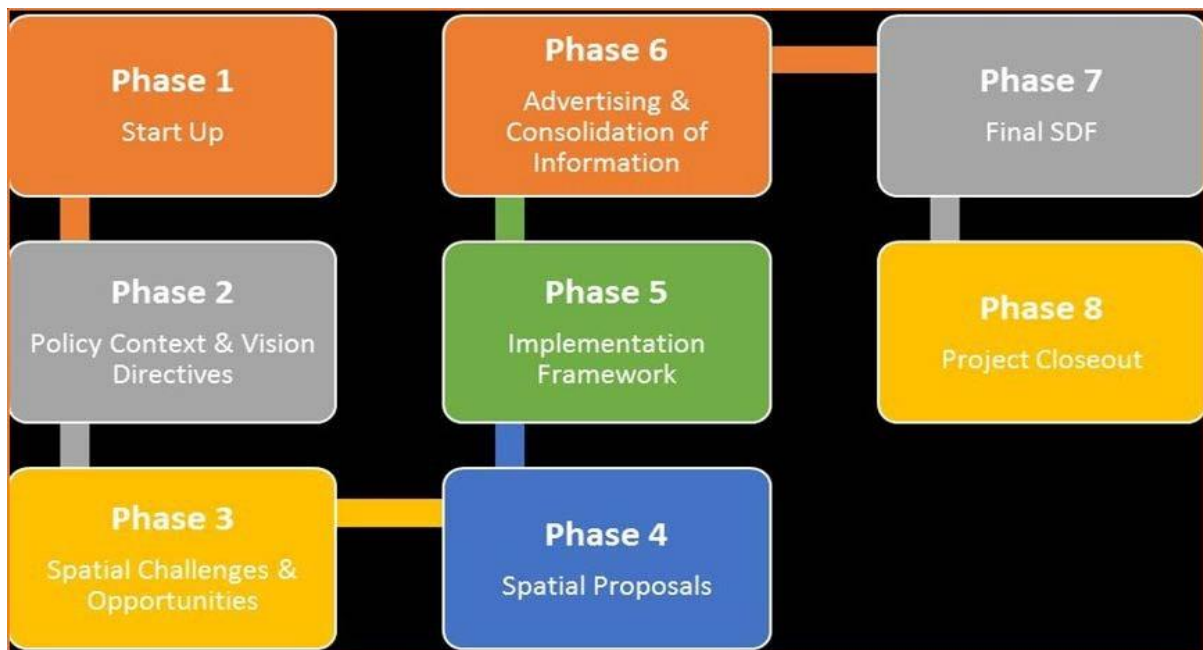 Phase 1
Start Up
Phase 2
Policy Context & Vision
Directives
Phase 3
Spatial Challenges &
Opportunities
Phase 4
Spatial Proposals
Phase 5
Implementation
Framework
Phase 6
Advertising &
Consolidation of
Information
Phase 7
Final SDF
Phase 8
Project Closeout